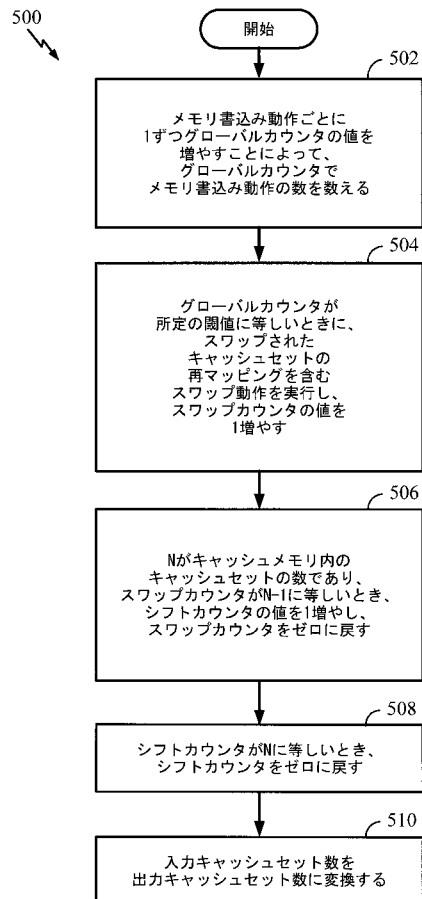 500
開始
502
メモリ書込み動作ごとに
1ずつグローバルカウンタの値を
増やすことによって、
グローバルカウンタで
メモリ書込み動作の数を数える
504
グローバルカウンタが
所定の閾値に等しいときに、
スワップされた
キャッシュセットの
再マッピングを含む
スワップ動作を実行し、
スワップカウンタの値を
1増やす
506
Nがキャッシュメモリ内の
キャッシュセットの数であり、
スワップカウンタがN-1に等しいとき、
シフトカウンタの値を1増やし、
スワップカウンタをゼロに戻す
508
シフトカウンタがNに等しいとき、
シフトカウンタをゼロに戻す
510
入力キャッシュセット数を
出力キャッシュセット数に変換する